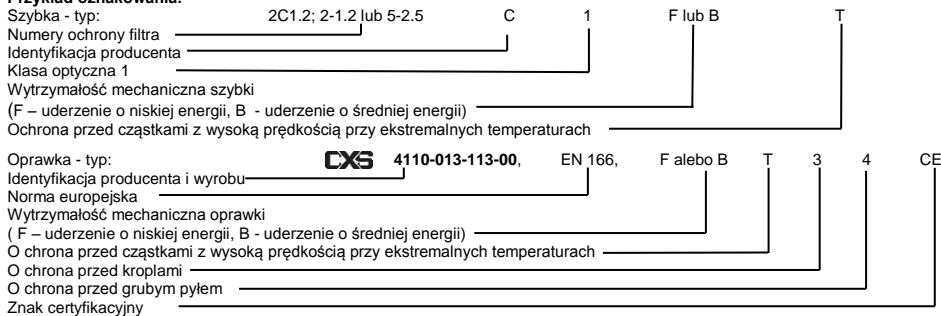 Przykład oznakowania:
Szybka - typ: 2C1.2; 2-1.2 lub 5-2.5 C 1 F lub B T
Numery ochrony filtra
Identyfikacja producenta
Klasa optyczna 1
Wytrzymałość mechaniczna szybki
(F – uderzenie o niskiej energii, B - uderzenie o średniej energii)
Ochrona przed cząstkami z wysoką prędkością przy ekstremalnych temperaturach
Oprawka - typ: CXS 4110-013-113-00, EN 166, F alebo B T 3 4 CE
Identyfikacja producenta i wyrobu
Norma europejska
Wytrzymałość mechaniczna oprawki
( F – uderzenie o niskiej energii, B - uderzenie o średniej energii)
O chrona przed cząstkami z wysoką prędkością przy ekstremalnych temperaturach
O chrona przed kroplami
O chrona przed grubym pyłem
Znak certyfikacyjny